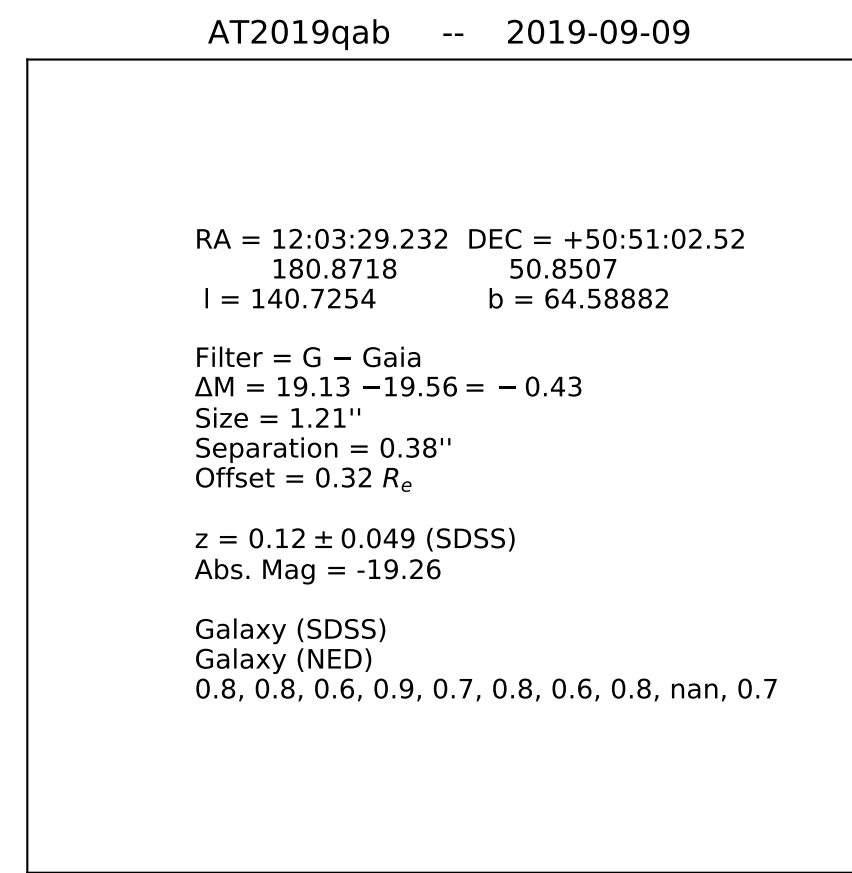 AT2019qab -- 2019-09-09
RA = 12:03:29.232 DEC = +50:51:02.52
180.8718 50.8507
l = 140.7254 b = 64.58882
Filter = G − Gaia
ΔM = 19.13 −19.56 = − 0.43
Size = 1.21''
Separation = 0.38''
Offset = 0.32 Re
z = 0.12 ± 0.049 (SDSS)
Abs. Mag = -19.26
Galaxy (SDSS)
Galaxy (NED)
0.8, 0.8, 0.6, 0.9, 0.7, 0.8, 0.6, 0.8, nan, 0.7